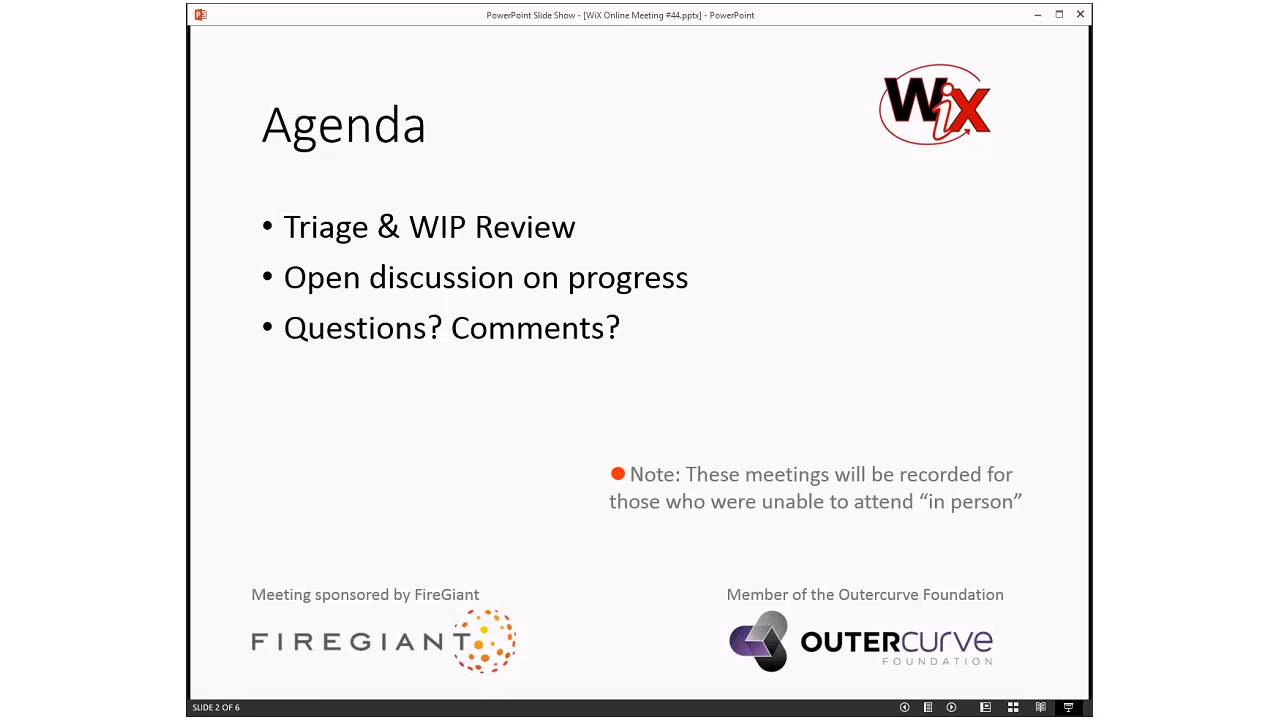 PowerPoint Slide Show - [WiX Online Meeting #44.pptx] - PowerPoint
WiX
Agenda
• Triage & WIP Review
• Open discussion on progress
• Questions? Comments?
Note: These meetings will be recorded for
those who were unable to attend “in person”
Meeting sponsored by FireGiant
FIREGIANT
Member of the Outercurve Foundation
OUTERCURVE
FOUNDATION
SLIDE 2 OF 6